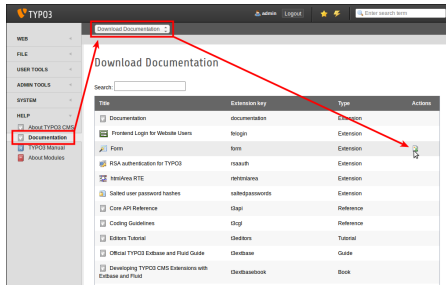 TYPO3
admin
Logout
Enter search term
WEB
FILE
USER TOOLS
ADMIN TOOLS
SYSTEM
HELP
About TYPO3 CMS
Documentation
TYPO3 Manual
About Modules
Download Documentation
Download Documentation
Search:
Title Extension key Type Actions
Documentation documentation Extension
Frontend Login for Website Users felogin Extension
Form form Extension
RSA authentication for TYPO3 rsaauth Extension
htmlArea RTE rtehtmlarea Extension
Salted user password hashes saltedpasswords Extension
Core API Reference t3api Reference
Coding Guidelines t3cgl Reference
Editors Tutorial t3editors Tutorial
Official TYPO3 Extbase and Fluid Guide t3extbase Guide
Developing TYPO3 CMS Extensions with t3extbasebook Book
Extbase and Fluid